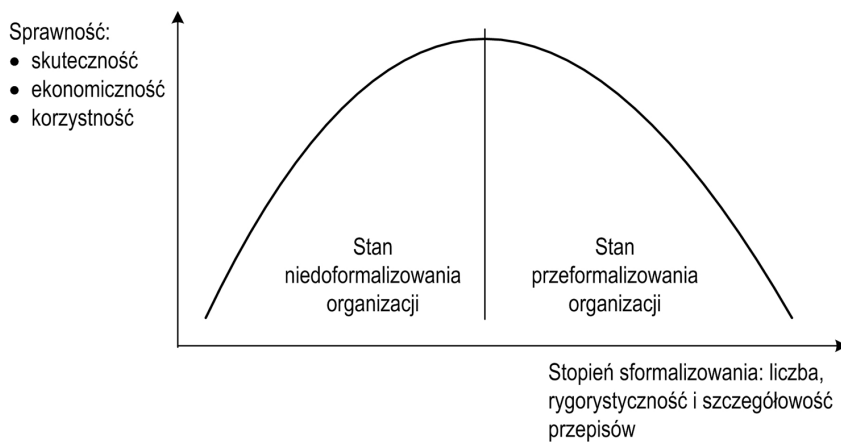 Sprawność:
• skuteczność
• ekonomiczność
• korzystność
Stan
niedoformalizowania
organizacji
Stan
przeformalizowania
organizacji
Stopień sformalizowania: liczba,
rygorystyczność i szczegółowość
przepisów